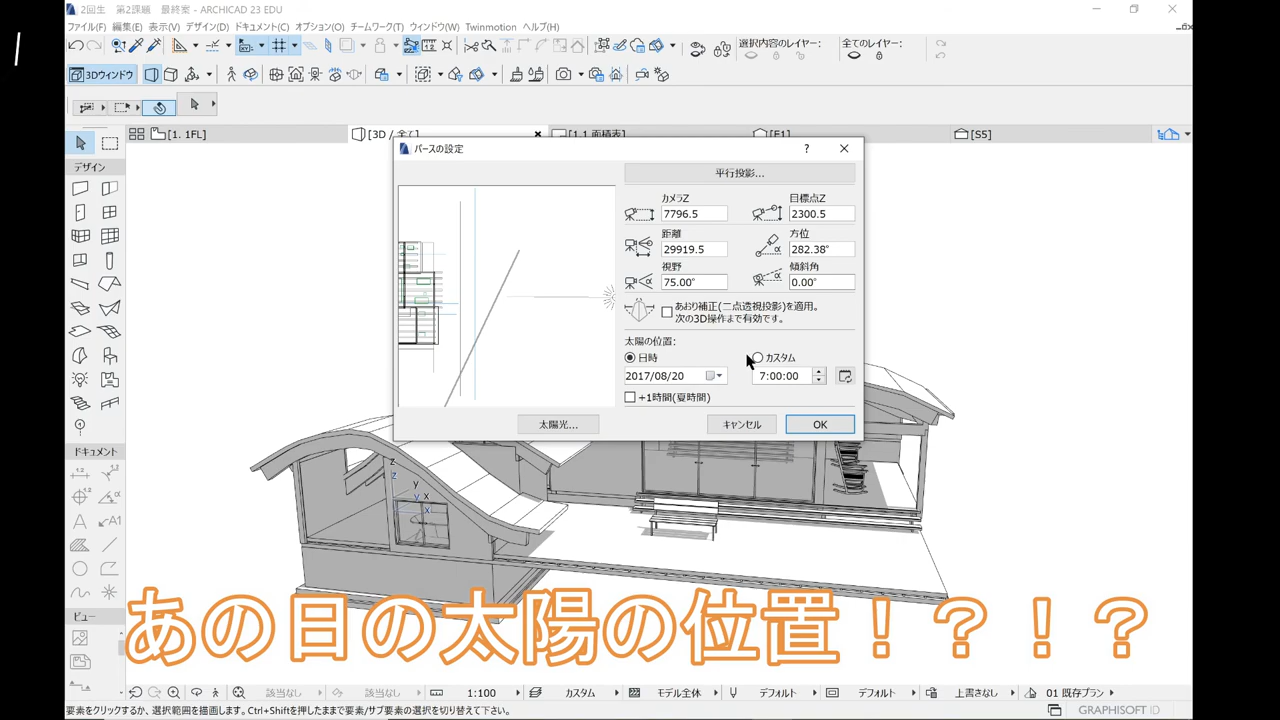 2回生　第2課題　最終案 - ARCHICAD 23 EDU
ファイル(F) 編集(E) 表示(V) デザイン(D) ドキュメント(C) オプション(O) チームワーク(T) ウィンドウ(W) Twinmotion ヘルプ(H)
選択内容のレイヤー: 全てのレイヤー:
3Dウィンドウ
[1. 1FL] [3D / 全て] [1.1 面積表] [E1] [S5]
パースの設定
デザイン
平行投影...
カメラZ 目標点Z
7796.5 2300.5
距離 方位
29919.5 282.38°
視野 傾斜角
75.00° 0.00°
あおり補正(二点透視投影)を適用。
次の3D操作まで有効です。
太陽の位置:
日時 カスタム
2017/08/20 7:00:00
+1時間(夏時間)
太陽光... キャンセル OK
ドキュメント
z
z
y
y x
x
あの日の太陽の位置！？！？
ビュー
該当なし 該当なし 1:100 カスタム モデル全体 デフォルト デフォルト 上書きなし 01 既存プラン
要素をクリックするか、選択範囲を描画します。Ctrl+Shiftを押したままで要素/サブ要素の選択を切り替えて下さい。
GRAPHISOFT ID